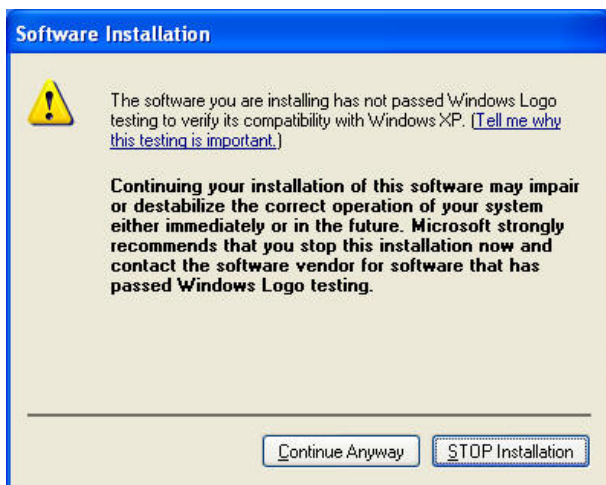 Software Installation
The software you are installing has not passed Windows Logo
testing to verify its compatibility with Windows XP. (Tell me why
this testing is important.)
Continuing your installation of this software may impair
or destabilize the correct operation of your system
either immediately or in the future. Microsoft strongly
recommends that you stop this installation now and
contact the software vendor for software that has
passed Windows Logo testing.
Continue Anyway
STOP Installation